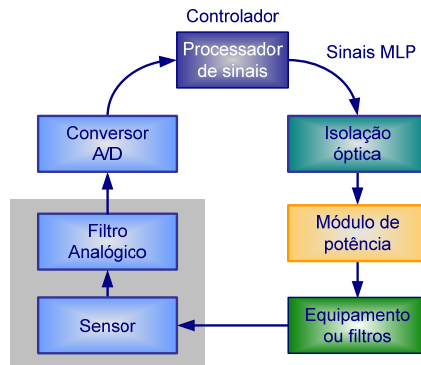 Controlador
Processador
de sinais
Sinais MLP
Conversor
A/D
Isolação
óptica
Filtro
Analógico
Módulo de
potência
Sensor
Equipamento
ou filtros